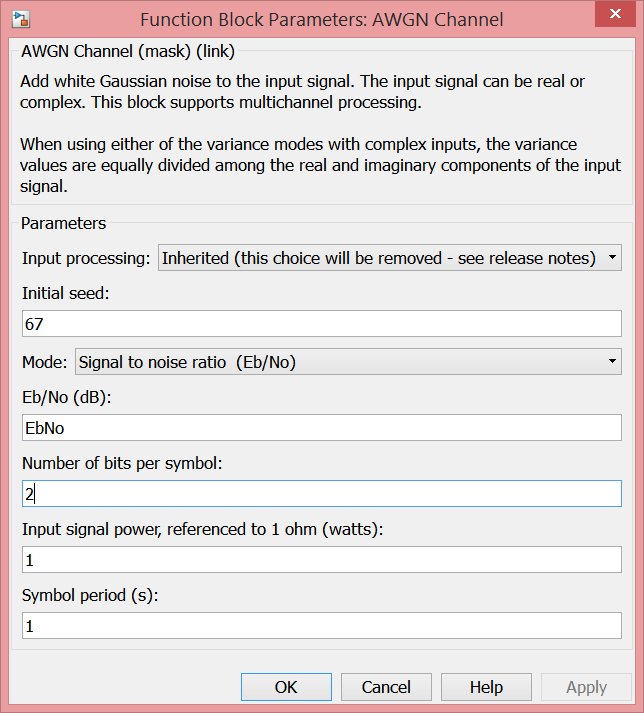 Function Block Parameters: AWGN Channel
AWGN Channel (mask) (link)
Add white Gaussian noise to the input signal. The input signal can be real or
complex. This block supports multichannel processing.
When using either of the variance modes with complex inputs, the variance
values are equally divided among the real and imaginary components of the input
signal.
Parameters
Input processing: Inherited (this choice will be removed - see release notes)
Initial seed:
67
Mode: Signal to noise ratio  (Eb/No)
Eb/No (dB):
EbNo
Number of bits per symbol:
2
Input signal power, referenced to 1 ohm (watts):
1
Symbol period (s):
1
OK Cancel Help Apply